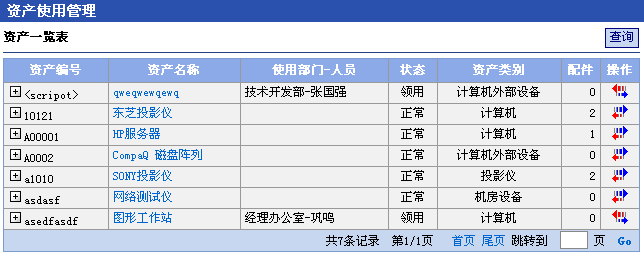 资产使用管理
资产一览表 查询
资产编号 资产名称 使用部门-人员 状态 资产类别 配件 操作
<scripot> qweqwewqewq 技术开发部-张国强 领用 计算机外部设备 0
10121 东芝投影仪 正常 计算机 2
A00001 HP服务器 正常 计算机 1
A0002 CompaQ 磁盘阵列 正常 计算机外部设备 0
a1010 SONY投影仪 正常 投影仪 2
asdasf 网络测试仪 正常 机房设备 0
asedfasdf 图形工作站 经理办公室-巩鸣 领用 计算机 0
共7条记录 第1/1页 首页 尾页 跳转到 页 Go